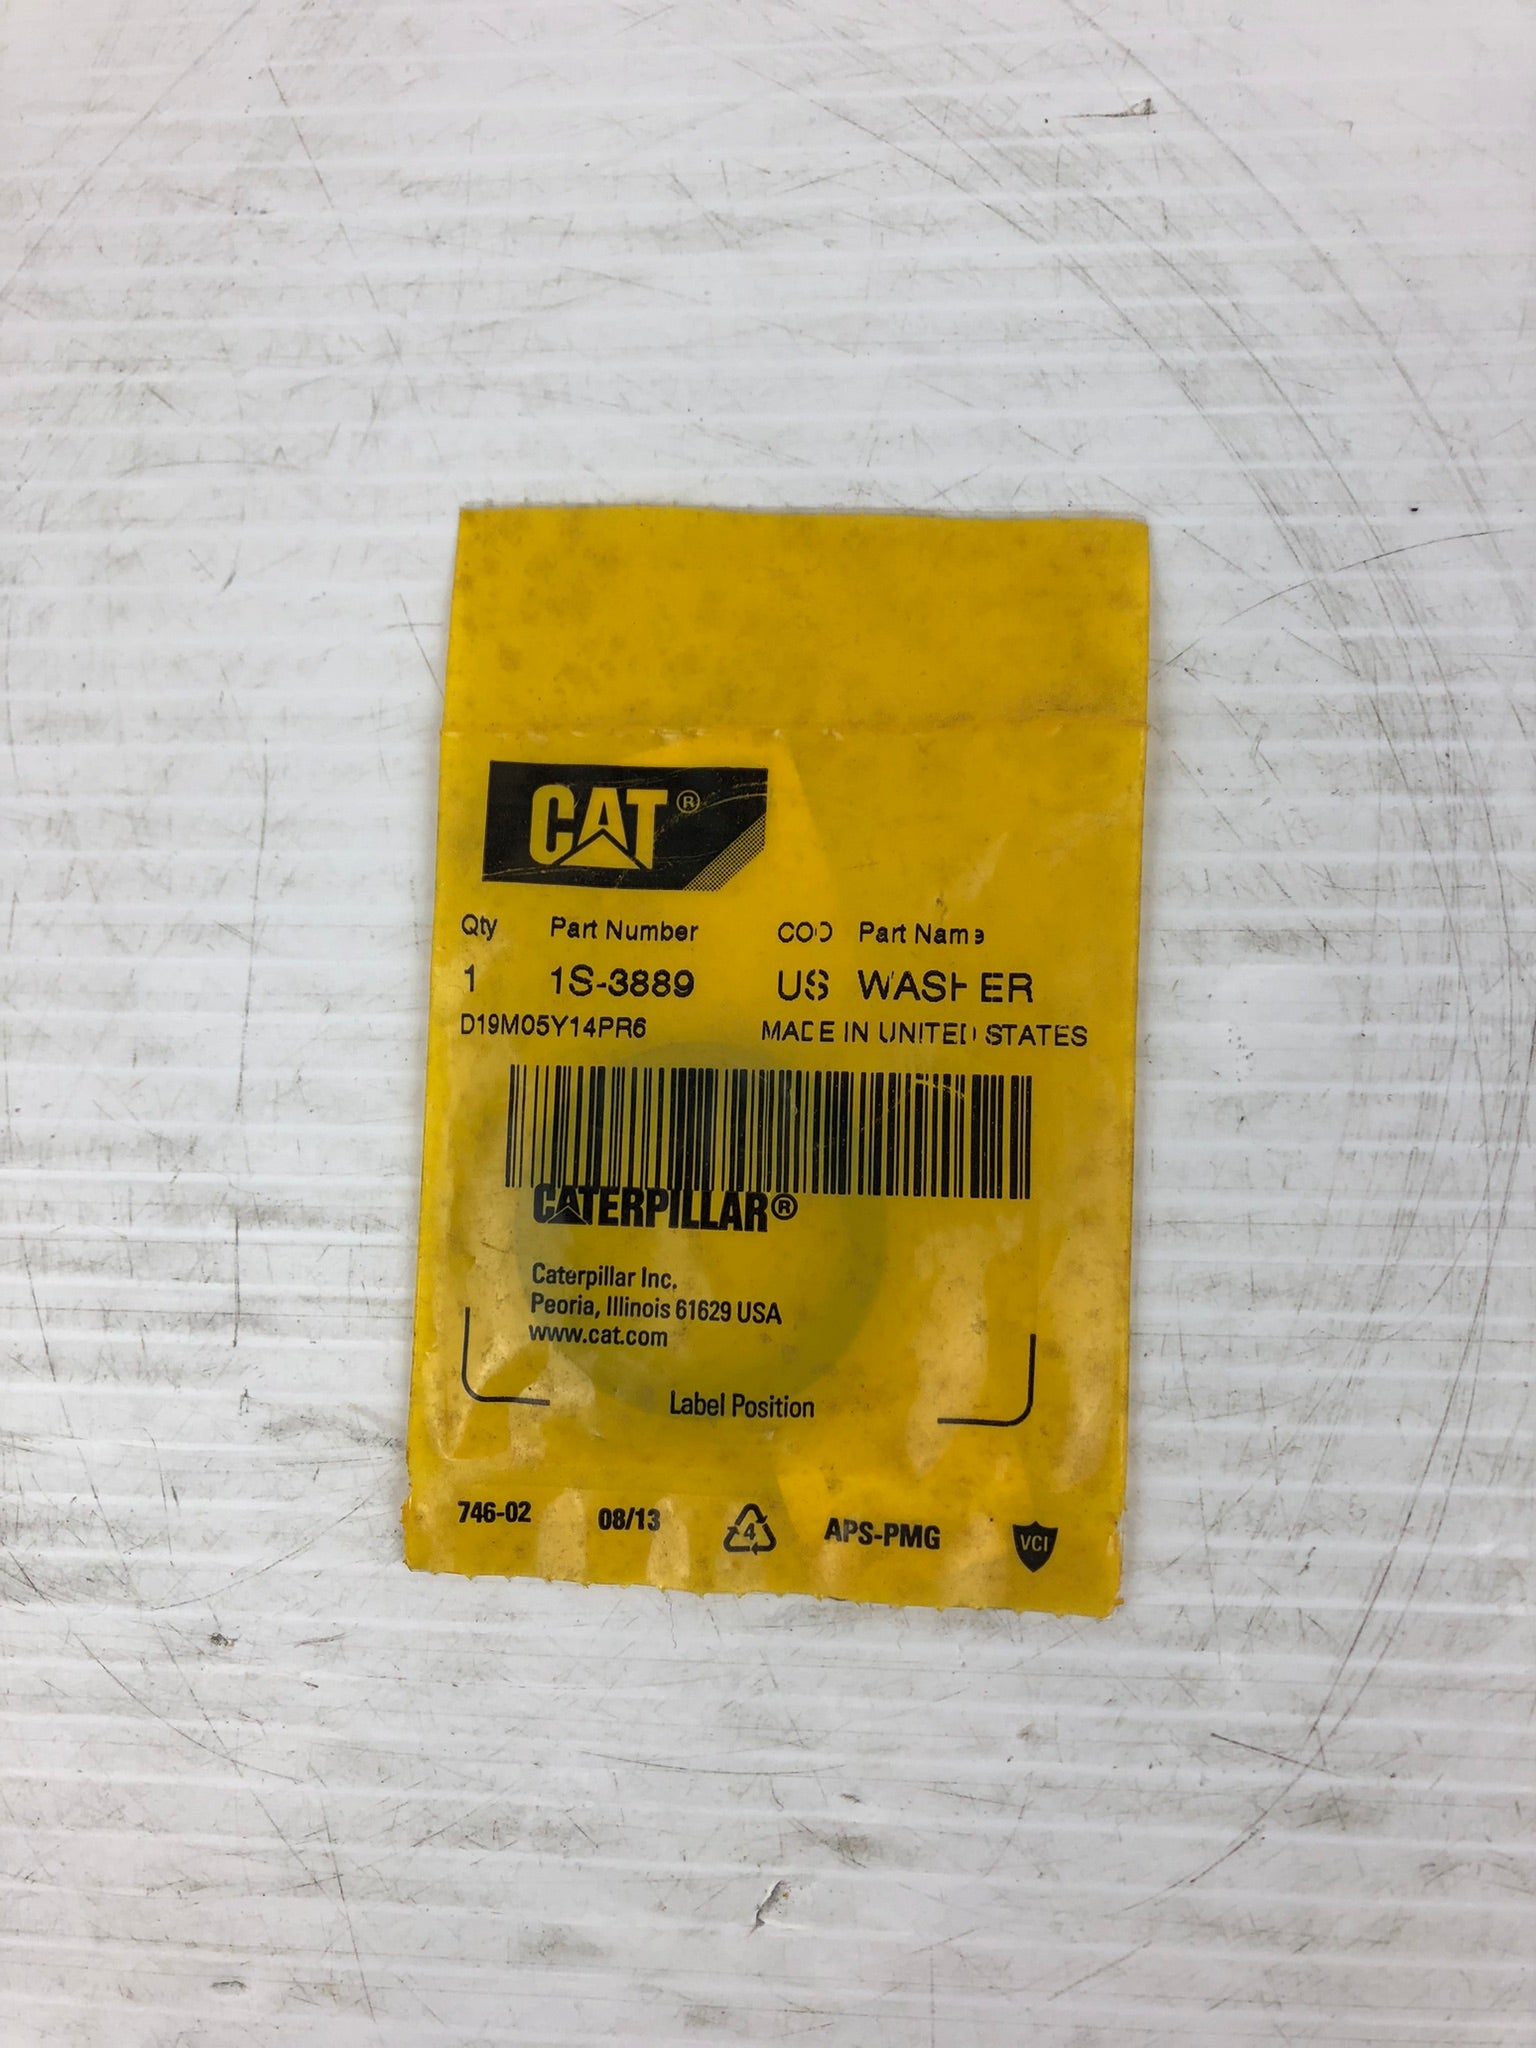 CAT®
Qty Part Number COO Part Name
1 1S-3889 US WASHER
D19M05Y14PR6 MADE IN UNITED STATES
CATERPILLAR®
Caterpillar Inc.
Peoria, Illinois 61629 USA
www.cat.com
Label Position
746-02 08/13 4 APS-PMG VCI